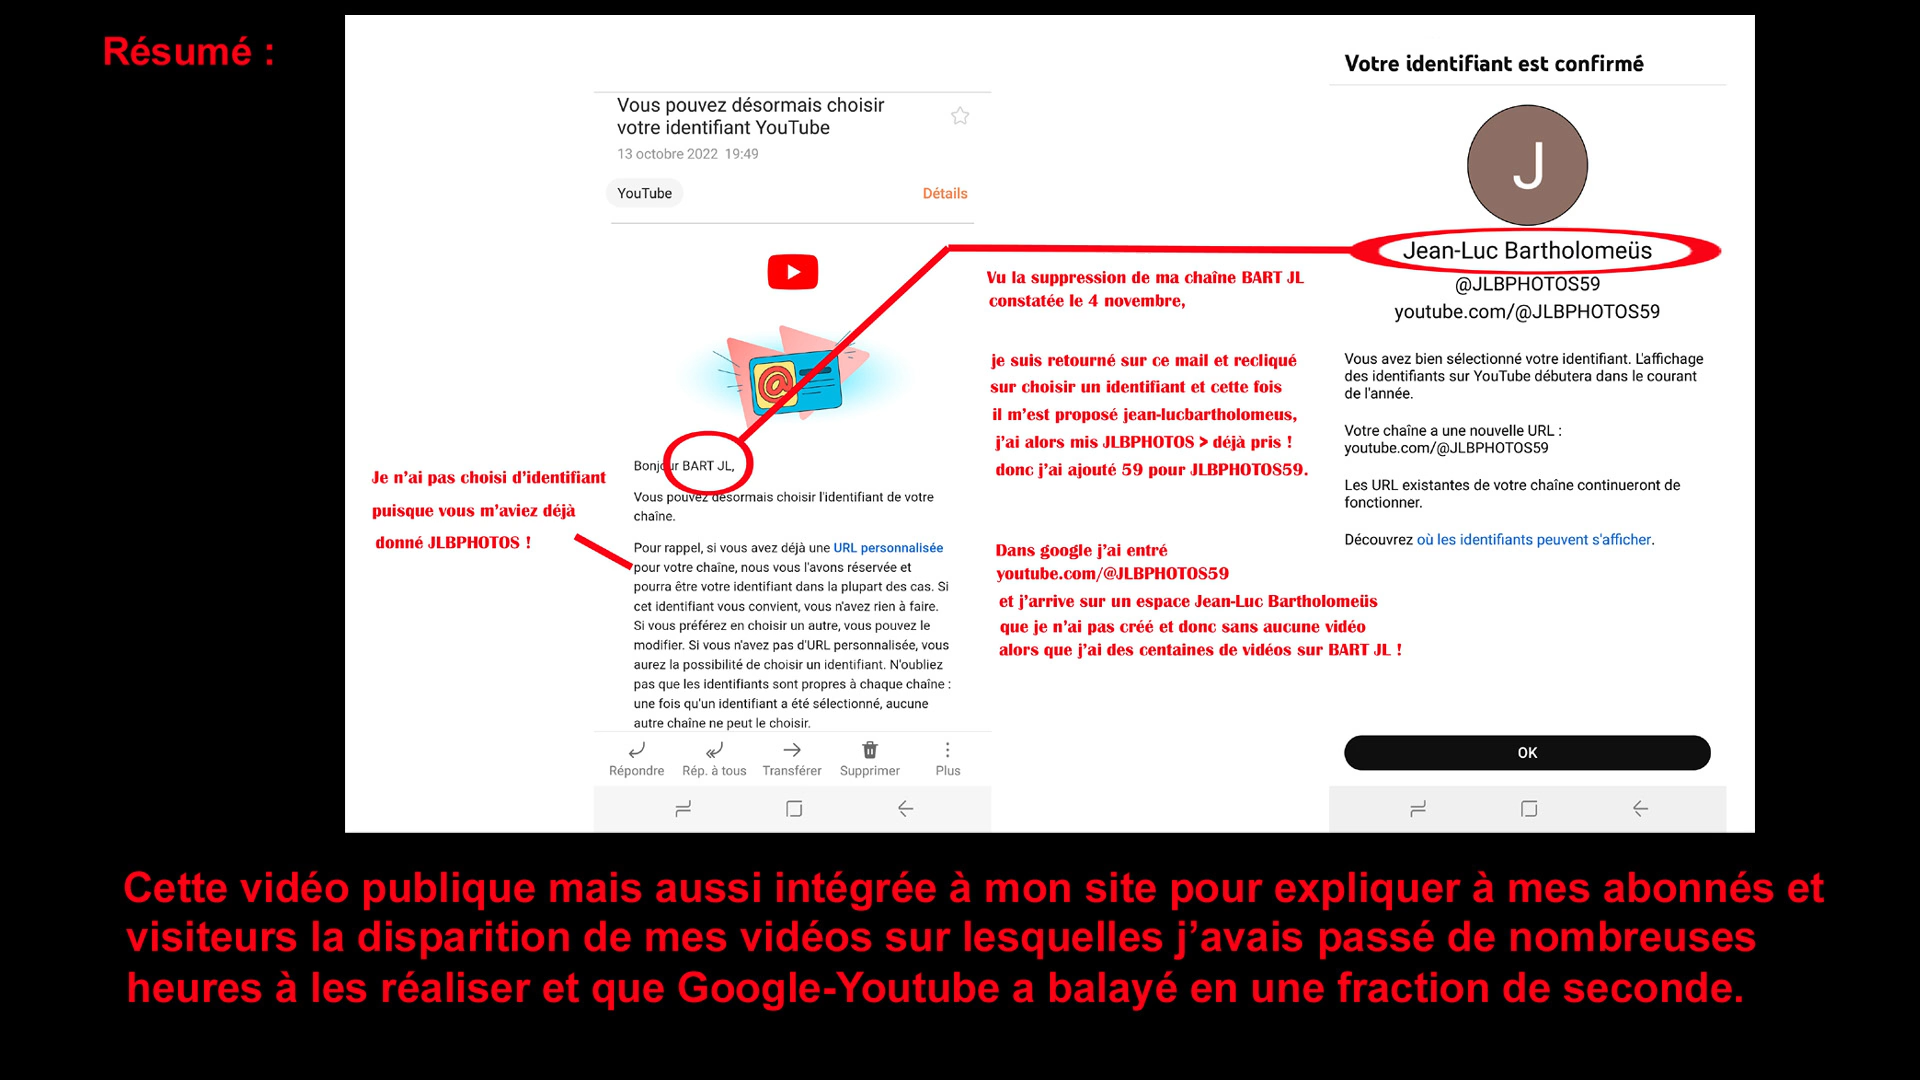 Résumé :
Vous pouvez désormais choisir
votre identifiant YouTube
13 octobre 2022  19:49
YouTube
Détails
Bonjour BART JL,
Vous pouvez désormais choisir l'identifiant de votre
chaîne.
Pour rappel, si vous avez déjà une URL personnalisée
pour votre chaîne, nous vous l'avons réservée et
pourra être votre identifiant dans la plupart des cas. Si
cet identifiant vous convient, vous n'avez rien à faire.
Si vous préférez en choisir un autre, vous pouvez le
modifier. Si vous n'avez pas d'URL personnalisée, vous
aurez la possibilité de choisir un identifiant. N'oubliez
pas que les identifiants sont propres à chaque chaîne :
une fois qu'un identifiant a été sélectionné, aucune
autre chaîne ne peut le choisir.
Répondre
Rép. à tous
Transférer
Supprimer
Plus
Je n'ai pas choisi d'identifiant
puisque vous m'aviez déjà
donné JLBPHOTOS !
Vu la suppression de ma chaîne BART JL
constatée le 4 novembre,
je suis retourné sur ce mail et recliqué
sur choisir un identifiant et cette fois
il m'est proposé jean-lucbartholomeus,
j'ai alors mis JLBPHOTOS > déjà pris !
donc j'ai ajouté 59 pour JLBPHOTOS59.
Dans google j'ai entré
youtube.com/@JLBPHOTOS59
et j'arrive sur un espace Jean-Luc Bartholomeüs
que je n'ai pas créé et donc sans aucune vidéo
alors que j'ai des centaines de vidéos sur BART JL !
Votre identifiant est confirmé
J
Jean-Luc Bartholomeüs
@JLBPHOTOS59
youtube.com/@JLBPHOTOS59
Vous avez bien sélectionné votre identifiant. L'affichage
des identifiants sur YouTube débutera dans le courant
de l'année.
Votre chaîne a une nouvelle URL :
youtube.com/@JLBPHOTOS59
Les URL existantes de votre chaîne continueront de
fonctionner.
Découvrez où les identifiants peuvent s'afficher.
OK
Cette vidéo publique mais aussi intégrée à mon site pour expliquer à mes abonnés et
visiteurs la disparition de mes vidéos sur lesquelles j'avais passé de nombreuses
heures à les réaliser et que Google-Youtube a balayé en une fraction de seconde.